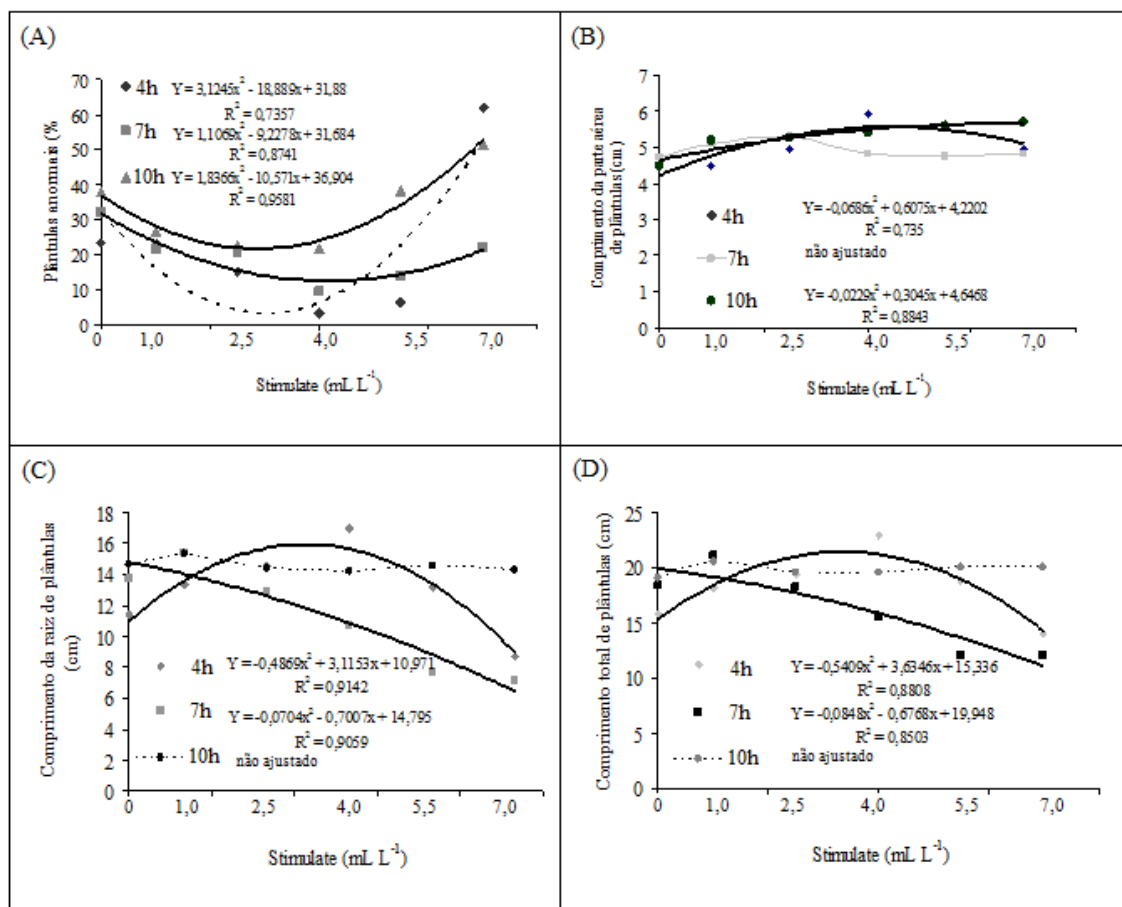 (A)
Plântulas anormais (%
70
60
50
40
30
20
10
0
4h Y = 3,1245x² - 18,889x + 31,88
R² = 0,7357
7h Y = 1,1069x² - 9,2278x + 31,684
R² = 0,8741
10h Y = 1,8366x² - 10,571x + 36,904
R² = 0,9581
0 1,0 2,5 4,0 5,5 7,0
Stimulate (mL L⁻¹)
(B)
Comprimento da parte aérea
de plântulas (cm)
7
6
5
4
3
2
1
0
4h Y = -0,0686x² + 0,6075x + 4,2202
R² = 0,735
7h não ajustado
10h Y = -0,0229x² + 0,3045x + 4,6468
R² = 0,8843
0 1,0 2,5 4,0 5,5 7,0
Stimulate (mL L⁻¹)
(C)
Comprimento da raiz de plântulas
(cm)
18
16
14
12
10
8
6
4
2
0
4h Y = -0,4869x² + 3,1153x + 10,971
R² = 0,9142
7h Y = -0,0704x² - 0,7007x + 14,795
R² = 0,9059
10h não ajustado
0 1,0 2,5 4,0 5,5 7,0
Stimulate (mL L⁻¹)
(D)
Comprimento total de plântulas (cm)
25
20
15
10
5
0
4h Y = -0,5409x² + 3,6346x + 15,336
R² = 0,8808
7h Y = -0,0848x² - 0,6768x + 19,948
R² = 0,8503
10h não ajustado
0 1,0 2,5 4,0 5,5 7,0
Stimulate (mL L⁻¹)